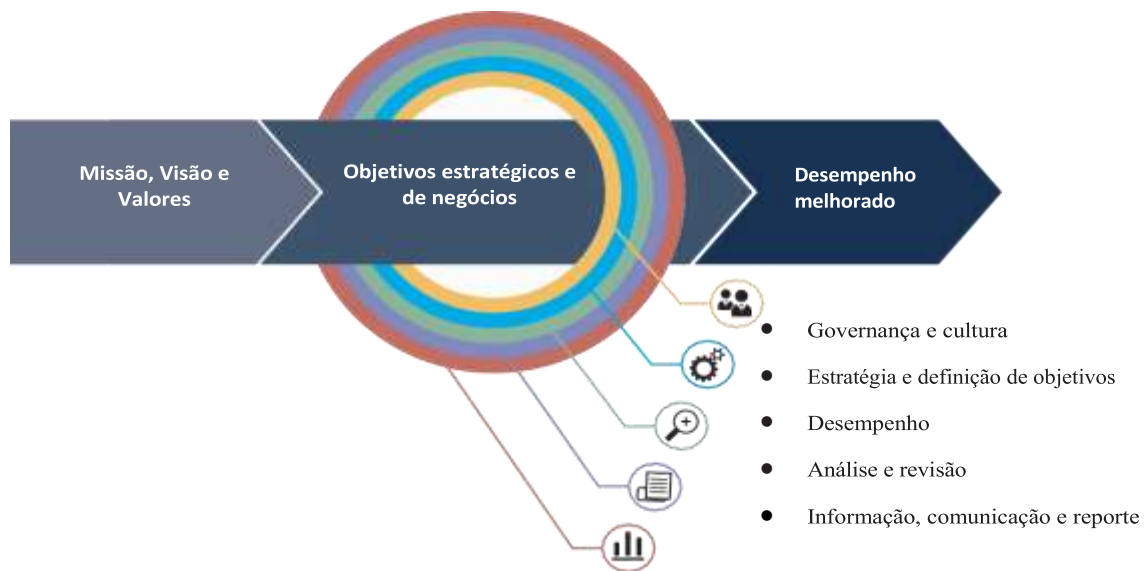 Missão, Visão e
Valores
Objetivos estratégicos e
de negócios
Desempenho
melhorado
• Governança e cultura
• Estratégia e definição de objetivos
• Desempenho
• Análise e revisão
• Informação, comunicação e reporte